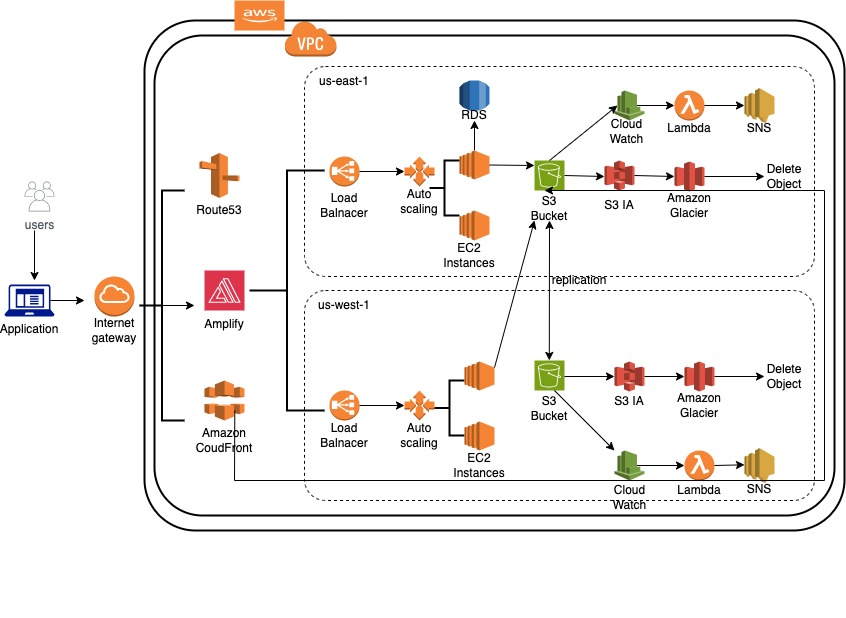 aws
VPC
us-east-1
RDS
Cloud
Watch
Lambda
SNS
Route53
Load
Balnacer
Auto
scaling
EC2
Instances
S3
Bucket
S3 IA
Amazon
Glacier
Delete
Object
users
Application
Internet
gateway
Amplify
replication
us-west-1
Amazon
CoudFront
Load
Balnacer
Auto
scaling
EC2
Instances
S3
Bucket
S3 IA
Amazon
Glacier
Delete
Object
Cloud
Watch
Lambda
SNS